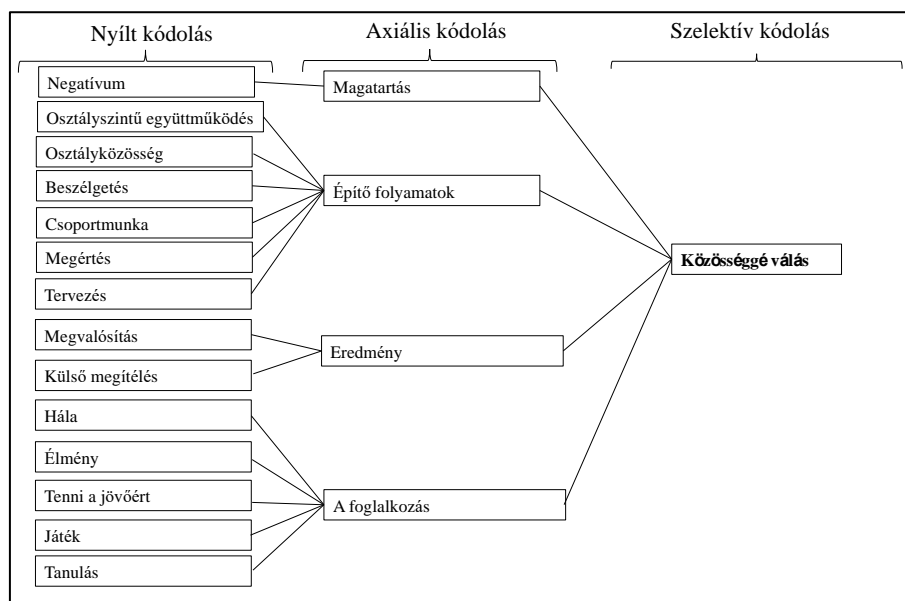 Nyílt kódolás
Axiális kódolás
Szelektív kódolás
Negatívum
Osztályszintű együttműködés
Osztályközösség
Beszélgetés
Csoportmunka
Megértés
Tervezés
Megvalósítás
Külső megítélés
Hála
Élmény
Tenni a jövőért
Játék
Tanulás
Magatartás
Építő folyamatok
Eredmény
A foglalkozás
Közösséggé válás